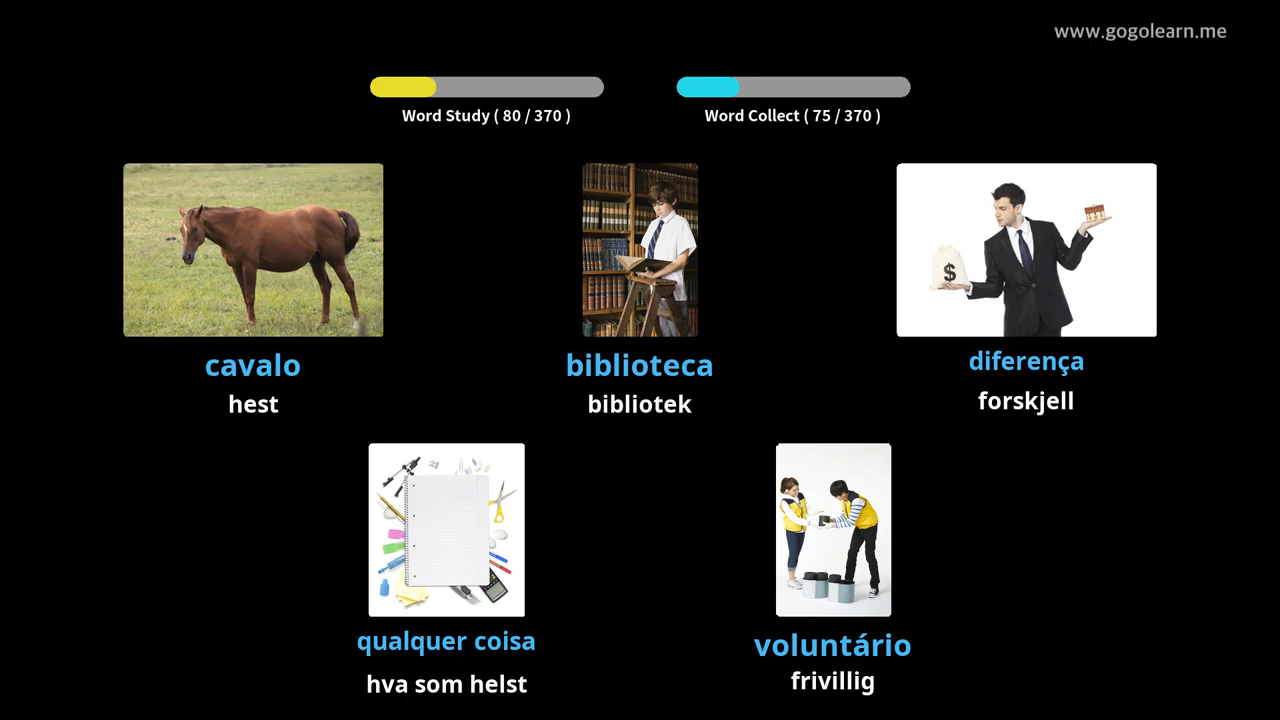 www.gogolearn.me
Word Study ( 80 / 370 )
Word Collect ( 75 / 370 )
cavalo
hest
biblioteca
bibliotek
diferença
forskjell
$
qualquer coisa
hva som helst
voluntário
frivillig